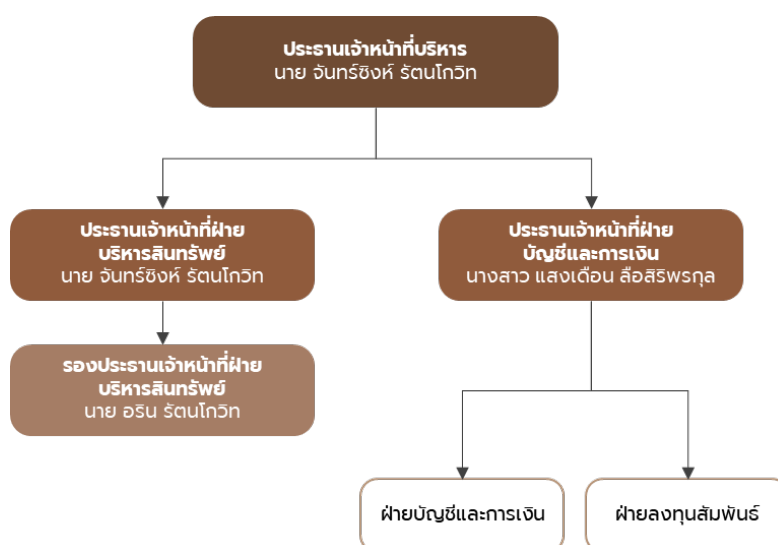 ประธานเจ้าหน้าที่บริหาร
นาย จันทร์ซิงห์ รัตนโกวิท
ประธานเจ้าหน้าที่ฝ่าย
บริหารสินทรัพย์
นาย จันทร์ซิงห์ รัตนโกวิท
ประธานเจ้าหน้าที่ฝ่าย
บัญชีและการเงิน
นางสาว แสงเดือน ลือสิริพรกุล
รองประธานเจ้าหน้าที่ฝ่าย
บริหารสินทรัพย์
นาย อริน รัตนโกวิท
ฝ่ายบัญชีและการเงิน
ฝ่ายลงทุนสัมพันธ์